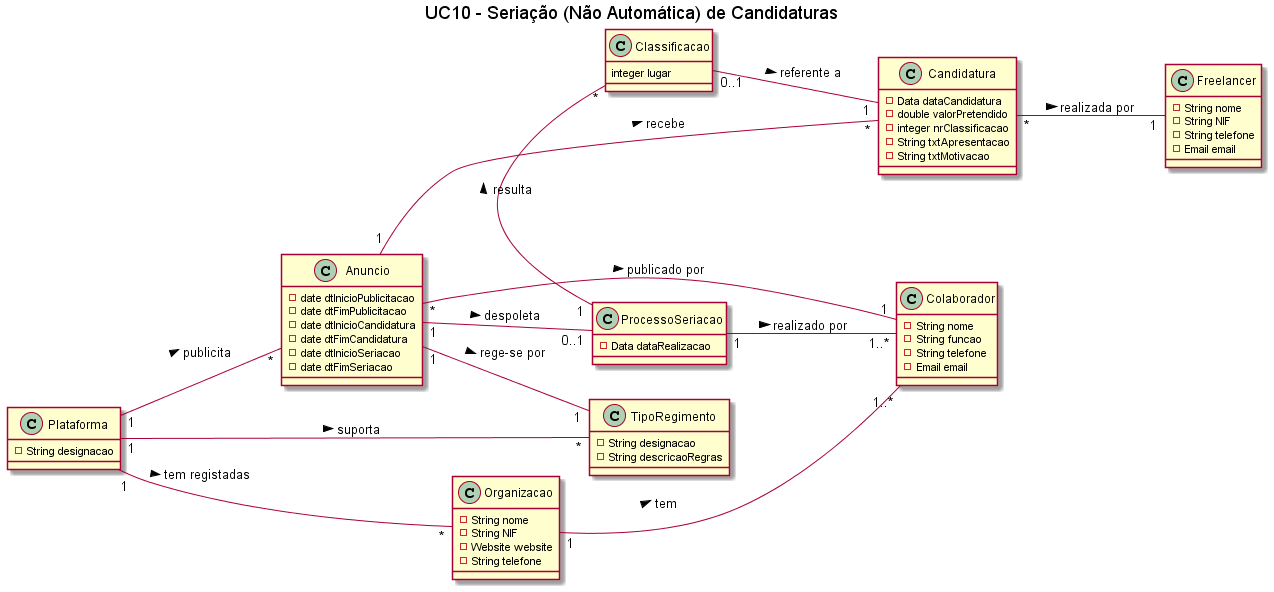 UC10 - Seriação (Não Automática) de Candidaturas
C Classificacao
integer lugar
C Candidatura
Data dataCandidatura
double valorPretendido
integer nrClassificacao
String txtApresentacao
String txtMotivacao
C Freelancer
String nome
String NIF
String telefone
Email email
referente a
0..1
1
realizada por
*
1
recebe
1
*
resulta
1
*
C Anuncio
date dtInicioPublicitacao
date dtFimPublicitacao
date dtInicioCandidatura
date dtFimCandidatura
date dtInicioSeriacao
date dtFimSeriacao
publicado por
*
1
despoleta
1
0..1
rege-se por
1
1
C ProcessoSeriacao
Data dataRealizacao
realizado por
1
1..*
C Colaborador
String nome
String funcao
String telefone
Email email
C Plataforma
String designacao
publicita
1
*
suporta
1
*
tem registadas
1
*
C TipoRegimento
String designacao
String descricaoRegras
C Organizacao
String nome
String NIF
Website website
String telefone
tem
1
1..*